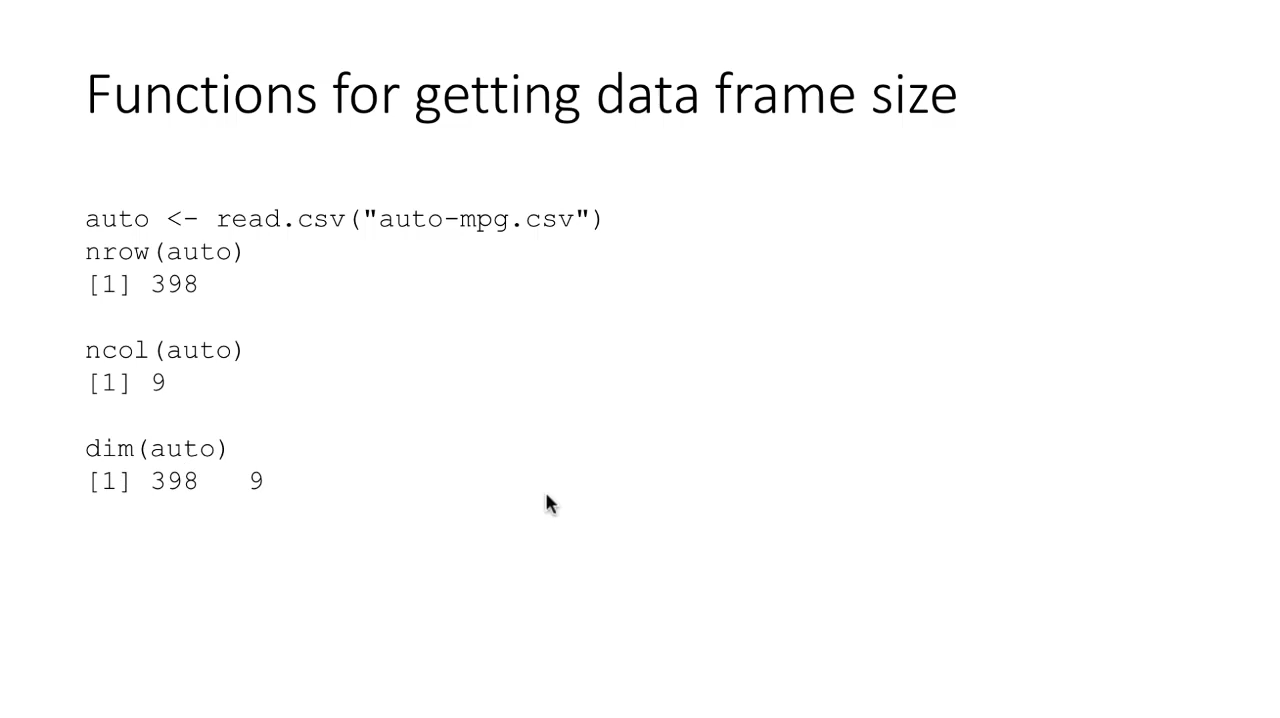 Functions for getting data frame size
auto <- read.csv("auto-mpg.csv")
nrow(auto)
[1] 398
ncol(auto)
[1] 9
dim(auto)
[1] 398   9